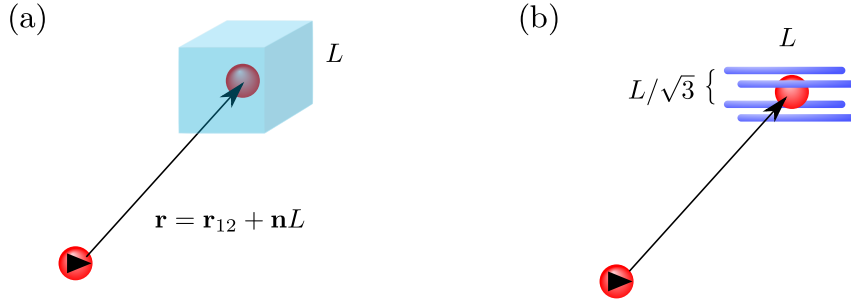 (a)
L
r = r₁₂ + nL
(b)
L
L/√3 {